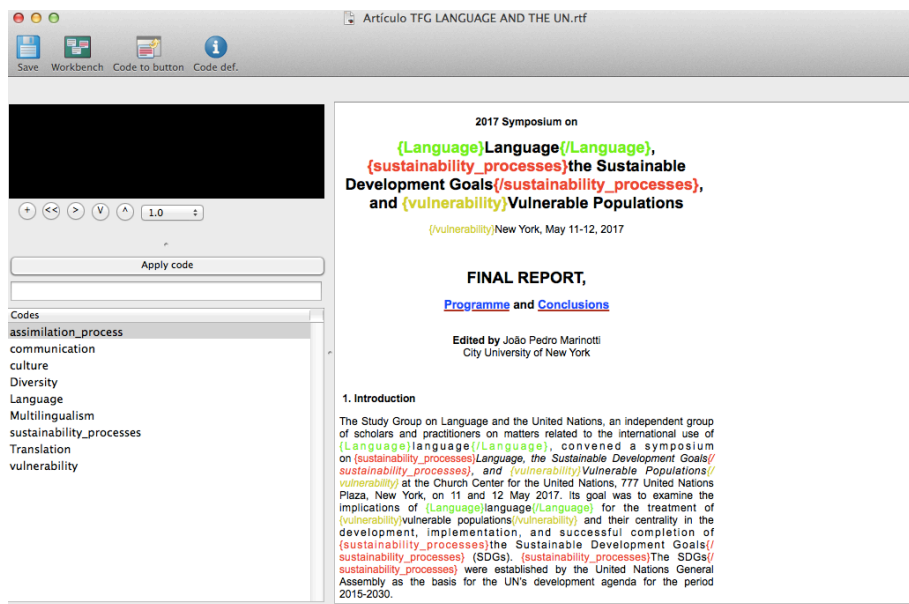 Artículo TFG LANGUAGE AND THE UN.rtf
Save Workbench Code to button Code def.
+ << > V ^ 1.0
Apply code
Codes
assimilation_process
communication
culture
Diversity
Language
Multilingualism
sustainability_processes
Translation
vulnerability
2017 Symposium on
{Language}Language{/Language},
{sustainability_processes}the Sustainable
Development Goals{/sustainability_processes},
and {vulnerability}Vulnerable Populations
{/vulnerability}New York, May 11-12, 2017
FINAL REPORT,
Programme and Conclusions
Edited by João Pedro Marinotti
City University of New York
1. Introduction
The Study Group on Language and the United Nations, an independent group
of scholars and practitioners on matters related to the international use of
{Language}language{/Language}, convened a symposium
on {sustainability_processes}Language, the Sustainable Development Goals{/
sustainability_processes}, and {vulnerability}Vulnerable Populations{/
vulnerability} at the Church Center for the United Nations, 777 United Nations
Plaza, New York, on 11 and 12 May 2017. Its goal was to examine the
implications of {Language}language{/Language} for the treatment of
{vulnerability}vulnerable populations{/vulnerability} and their centrality in the
development, implementation, and successful completion of
{sustainability_processes}the Sustainable Development Goals{/
sustainability_processes} (SDGs). {sustainability_processes}The SDGs{/
sustainability_processes} were established by the United Nations General
Assembly as the basis for the UN's development agenda for the period
2015-2030.